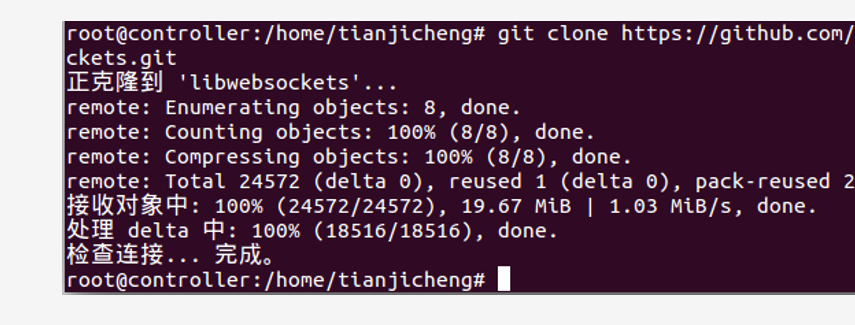 root@controller:/home/tianjicheng# git clone https://github.com/
ckets.git
正克隆到 'libwebsockets'...
remote: Enumerating objects: 8, done.
remote: Counting objects: 100% (8/8), done.
remote: Compressing objects: 100% (8/8), done.
remote: Total 24572 (delta 0), reused 1 (delta 0), pack-reused 2
接收对象中: 100% (24572/24572), 19.67 MiB | 1.03 MiB/s, done.
处理 delta 中: 100% (18516/18516), done.
检查连接... 完成。
root@controller:/home/tianjicheng#